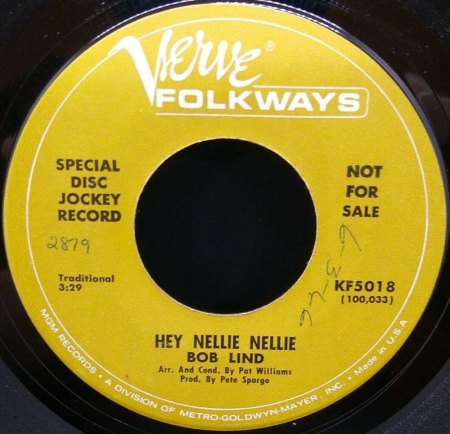 Verve®
FOLKWAYS
SPECIAL
DISC
JOCKEY
RECORD
NOT
FOR
SALE
2879
Traditional
3:29
KF5018
(100,033)
HEY NELLIE NELLIE
BOB LIND
Arr. And Cond. By Pat Williams
Prod. By Pete Spargo
MGM RECORDS • A DIVISION OF METRO-GOLDWYN-MAYER, INC. • Made in U.S.A